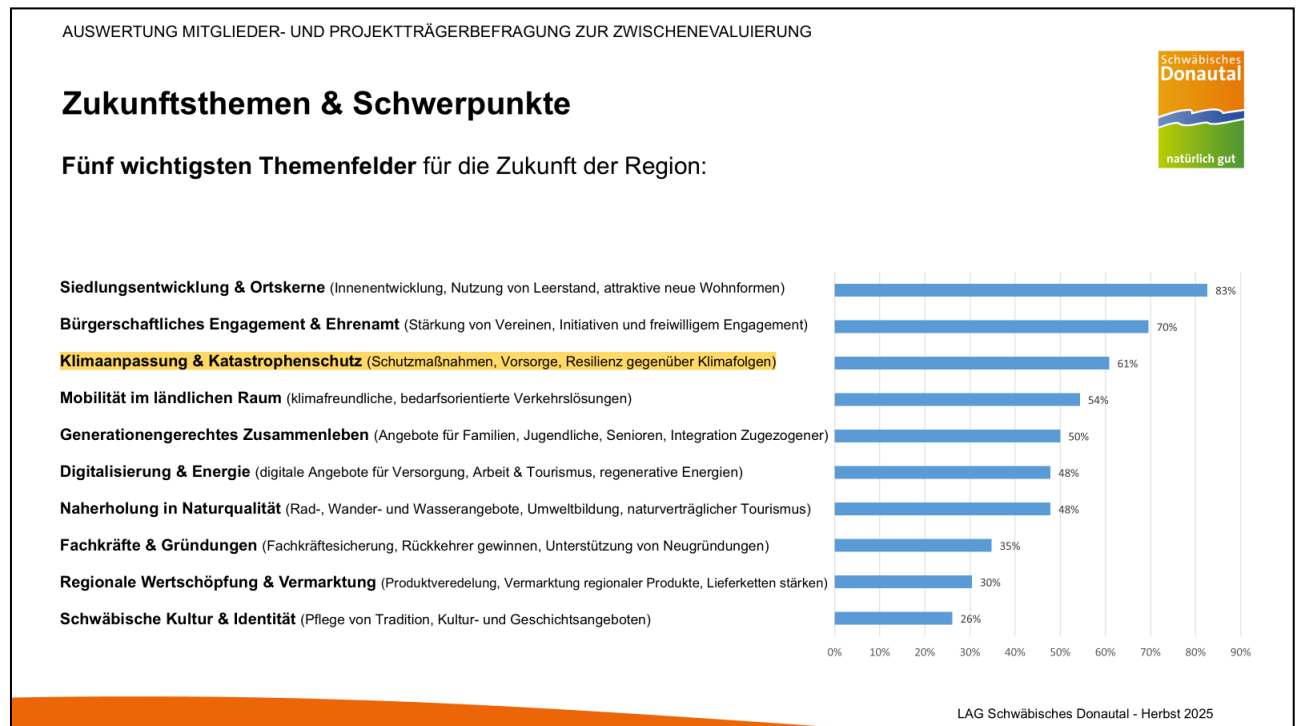 AUSWERTUNG MITGLIEDER- UND PROJEKTTRÄGERBEFRAGUNG ZUR ZWISCHENEVALUIERUNG
Schwäbisches
Donautal
natürlich gut
Zukunftsthemen & Schwerpunkte
Fünf wichtigsten Themenfelder für die Zukunft der Region:
Siedlungsentwicklung & Ortskerne (Innenentwicklung, Nutzung von Leerstand, attraktive neue Wohnformen) 83%
Bürgerschaftliches Engagement & Ehrenamt (Stärkung von Vereinen, Initiativen und freiwilligem Engagement) 70%
Klimaanpassung & Katastrophenschutz (Schutzmaßnahmen, Vorsorge, Resilienz gegenüber Klimafolgen) 61%
Mobilität im ländlichen Raum (klimafreundliche, bedarfsorientierte Verkehrslösungen) 54%
Generationengerechtes Zusammenleben (Angebote für Familien, Jugendliche, Senioren, Integration Zugezogener) 50%
Digitalisierung & Energie (digitale Angebote für Versorgung, Arbeit & Tourismus, regenerative Energien) 48%
Naherholung in Naturqualität (Rad-, Wander- und Wasserangebote, Umweltbildung, naturverträglicher Tourismus) 48%
Fachkräfte & Gründungen (Fachkräftesicherung, Rückkehrer gewinnen, Unterstützung von Neugründungen) 35%
Regionale Wertschöpfung & Vermarktung (Produktveredelung, Vermarktung regionaler Produkte, Lieferketten stärken) 30%
Schwäbische Kultur & Identität (Pflege von Tradition, Kultur- und Geschichtsangeboten) 26%
0% 10% 20% 30% 40% 50% 60% 70% 80% 90%
LAG Schwäbisches Donautal - Herbst 2025